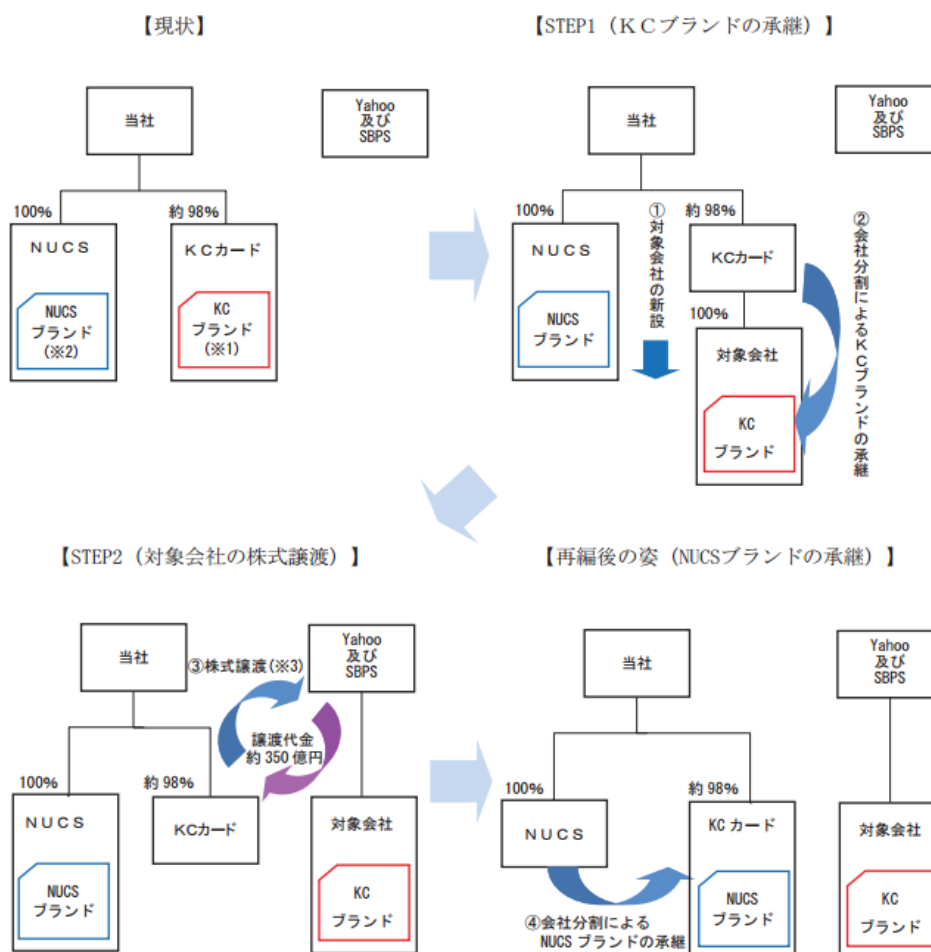 【現状】
当社
Yahoo
及び
SBPS
100%
約 98%
ＮＵＣＳ
NUCS
ブランド
(※2)
ＫＣカード
KC
ブランド
(※1)
【STEP1（ＫＣブランドの承継）】
当社
Yahoo
及び
SBPS
100%
①対象会社の新設
約 98%
ＮＵＣＳ
NUCS
ブランド
ＫＣカード
100%
対象会社
KC
ブランド
②会社分割によるＫＣブランドの承継
【STEP2（対象会社の株式譲渡）】
当社
③株式譲渡(※3)
Yahoo
及び
SBPS
譲渡代金
約 350 億円
100%
約 98%
ＮＵＣＳ
NUCS
ブランド
ＫＣカード
対象会社
KC
ブランド
【再編後の姿（NUCSブランドの承継）】
当社
Yahoo
及び
SBPS
100%
約 98%
ＮＵＣＳ
KC カード
NUCS
ブランド
対象会社
KC
ブランド
④会社分割による
NUCS ブランドの承継